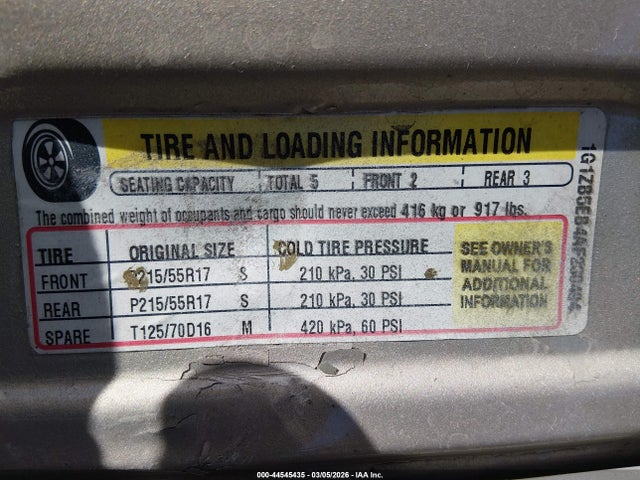 TIRE AND LOADING INFORMATION
SEATING CAPACITY TOTAL 5 FRONT 2 REAR 3
The combined weight of occupants and cargo should never exceed 416 kg or 917 lbs.
TIRE ORIGINAL SIZE COLD TIRE PRESSURE
FRONT P215/55R17 S 210 kPa, 30 PSI
REAR P215/55R17 S 210 kPa, 30 PSI
SPARE T125/70D16 M 420 kPa, 60 PSI
SEE OWNER'S
MANUAL FOR
ADDITIONAL
INFORMATION
000-44545435 - 03/05/2026 - IAA Inc.